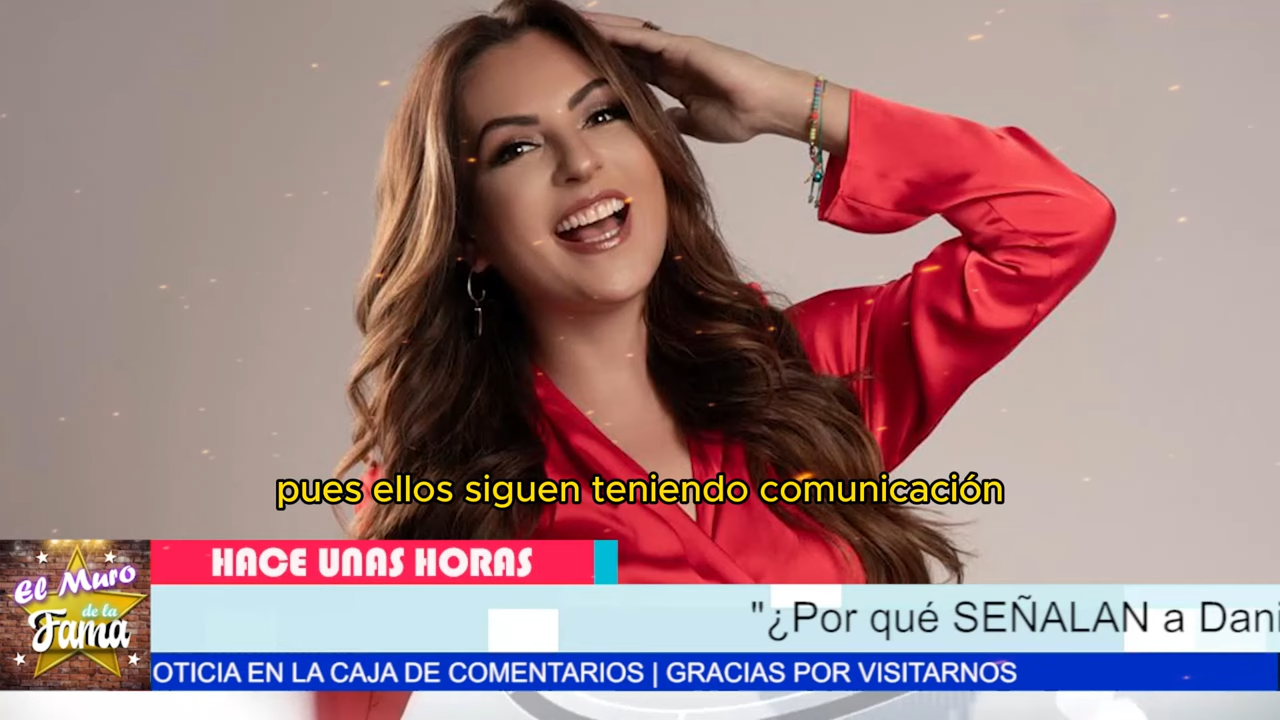 pues ellos siguen teniendo comunicación
HACE UNAS HORAS
El Muro
de la
Fama
"¿Por qué SEÑALAN a Dani
OTICIA EN LA CAJA DE COMENTARIOS | GRACIAS POR VISITARNOS